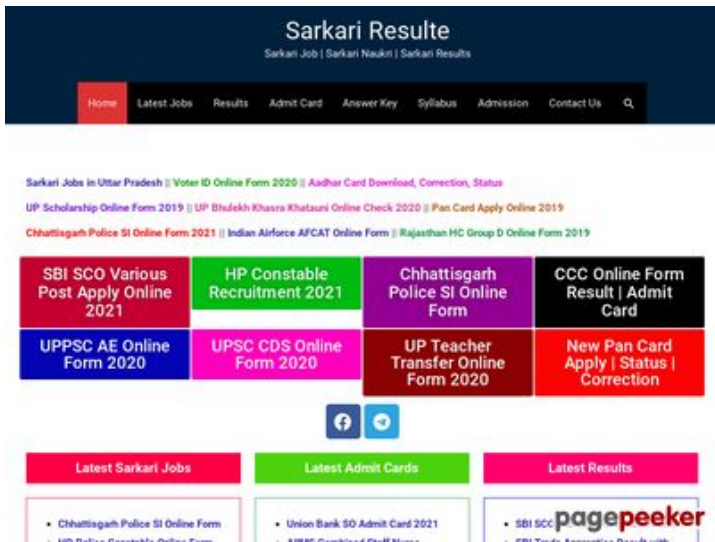 Sarkari Resulte
Sarkari Job | Sarkari Naukri | Sarkari Results
Home Latest Jobs Results Admit Card Answer Key Syllabus Admission Contact Us
Sarkari Jobs in Uttar Pradesh || Voter ID Online Form 2020 || Aadhar Card Download, Correction, Status
UP Scholarship Online Form 2019 || UP Bhulekh Khasra Khatauni Online Check 2020 || Pan Card Apply Online 2019
Chhattisgarh Police SI Online Form 2021 || Indian Airforce AFCAT Online Form || Rajasthan HC Group D Online Form 2019
SBI SCO Various
Post Apply Online
2021
HP Constable
Recruitment 2021
Chhattisgarh
Police SI Online
Form
CCC Online Form
Result | Admit
Card
UPPSC AE Online
Form 2020
UPSC CDS Online
Form 2020
UP Teacher
Transfer Online
Form 2020
New Pan Card
Apply | Status |
Correction
Latest Sarkari Jobs
Latest Admit Cards
Latest Results
Chhattisgarh Police SI Online Form
Union Bank SO Admit Card 2021
SBI
pagepeeker